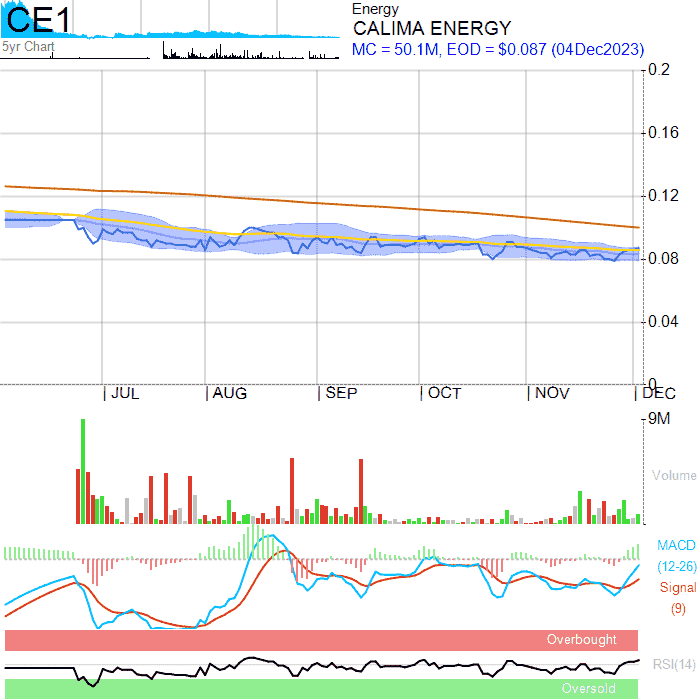 CE1
5yr Chart
Energy
CALIMA ENERGY
MC = 50.1M, EOD = $0.087 (04Dec2023)
0.2
0.16
0.12
0.08
0.04
0
JUL AUG SEP OCT NOV DEC
9M
Volume
MACD
(12-26)
Signal
(9)
Overbought
RSI(14)
Oversold